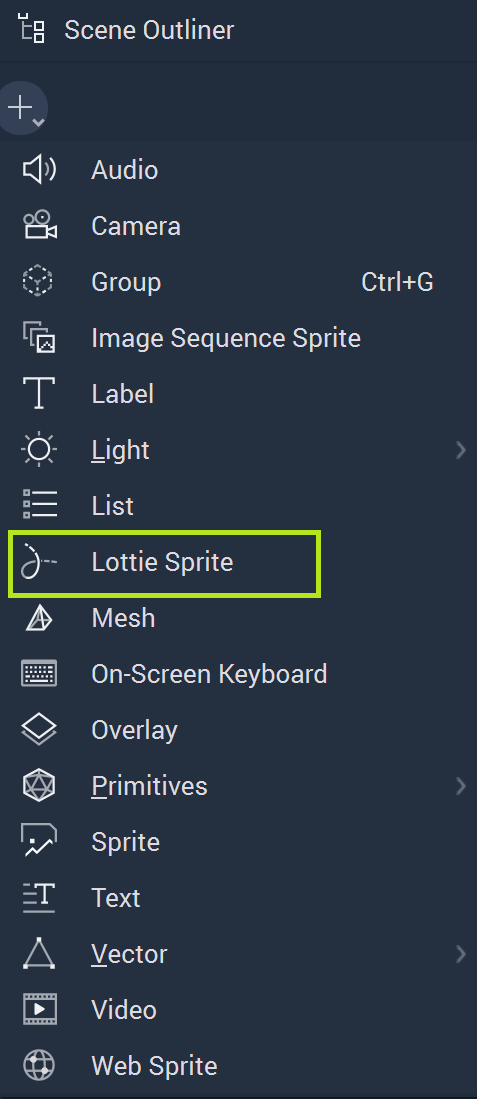 Scene Outliner
Audio
Camera
Group Ctrl+G
Image Sequence Sprite
Label
Light
List
Lottie Sprite
Mesh
On-Screen Keyboard
Overlay
Primitives
Sprite
Text
Vector
Video
Web Sprite